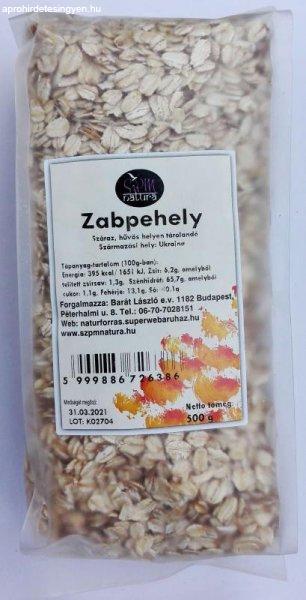 aprohirdetesingyen.hu
SzPM
natura
Zabpehely
Száraz, hűvös helyen tárolandó
Származási hely: Ukrajna
Tápanyag-tartalom (100g-ban):
Energia: 395 kcal/ 1651 kJ, Zsír: 6,2g, amelyből
telített zsírsav: 1,3g, Szénhidrát: 65,7g, amelyből
cukor: 1,1g, Fehérje: 13,1g, Só: <0,1g
Forgalmazza: Barát László e.v. 1182 Budapest,
Péterhalmi u. 8. Tel.: 06-70-7028151
Web: naturforras.superwebaruhaz.hu
www.szpmnatura.hu
5 999886 726386
Minőségét megőrzi:
31.03.2021
LOT: K02704
Netto tömeg:
500 g